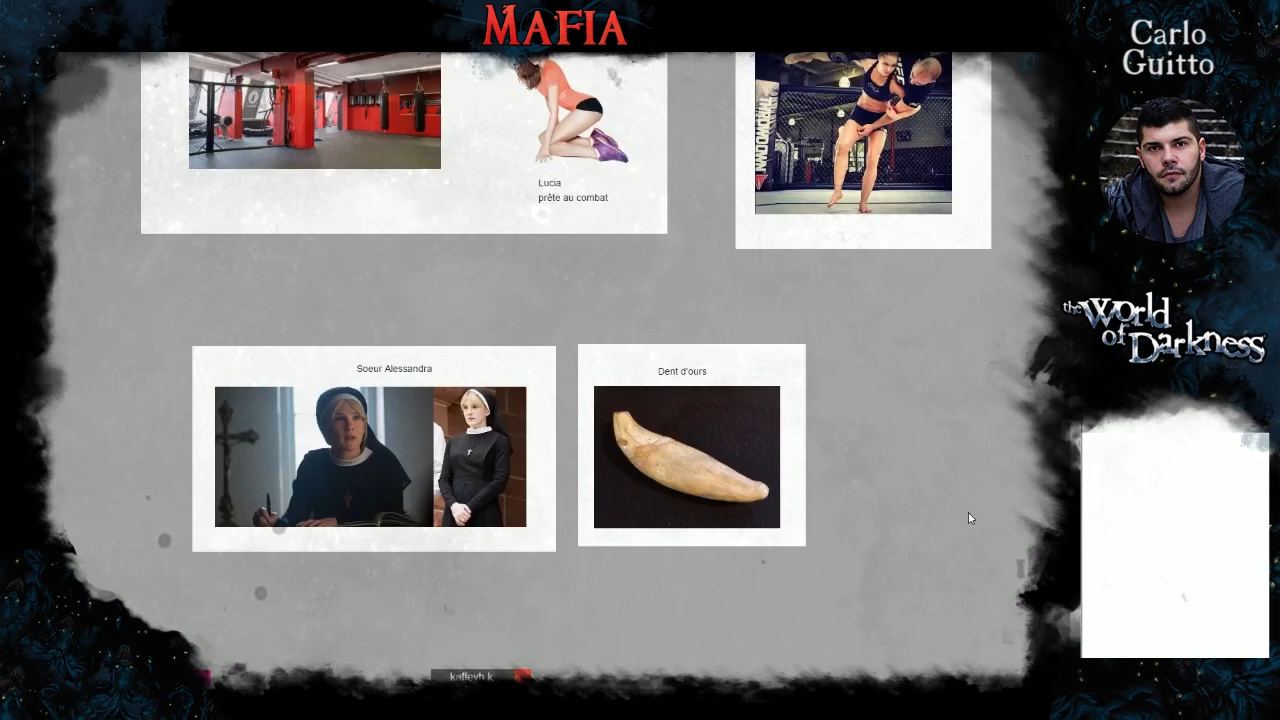 MAFIA
Carlo
Guitto
Lucia
prête au combat
the World
of Darkness
Soeur Alessandra
Dent d'ours